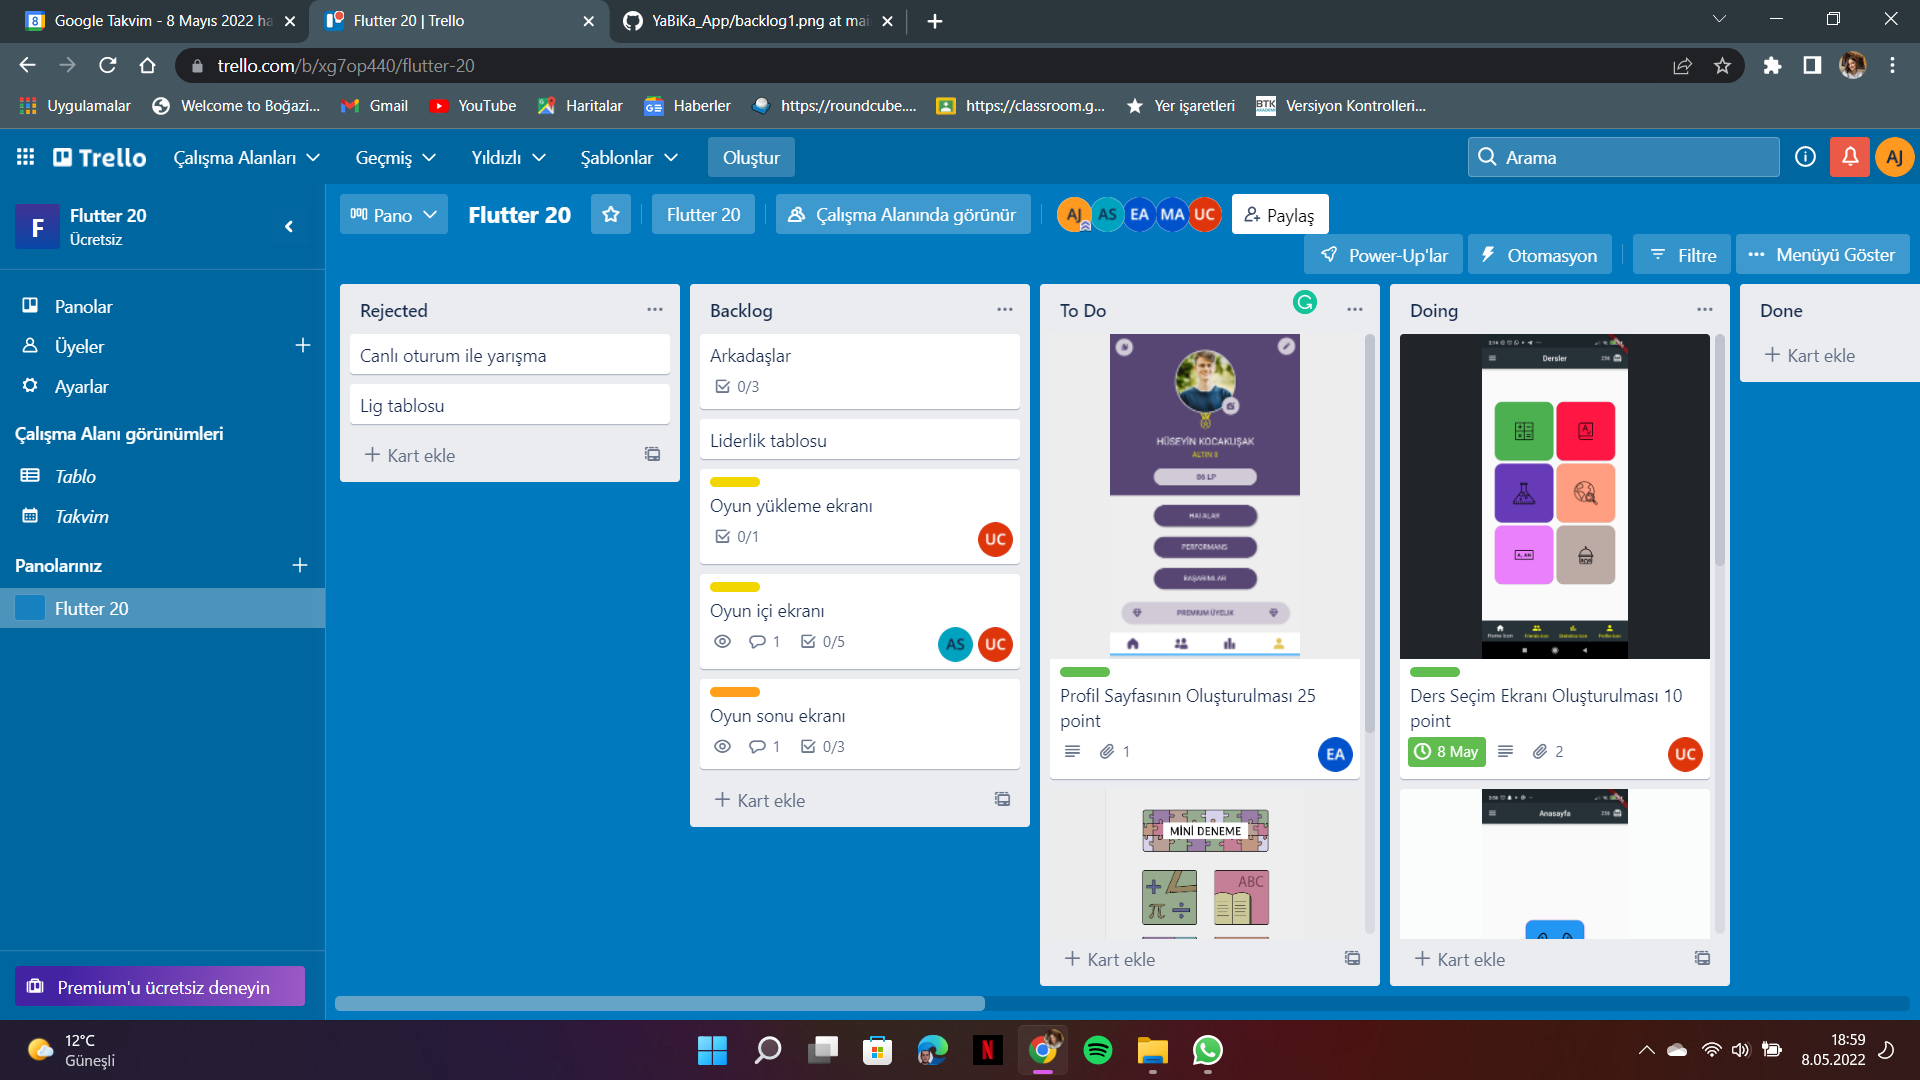 Google Takvim - 8 Mayıs 2022 ha
Flutter 20 | Trello
YaBiKa_App/backlog1.png at mai
trello.com/b/xg7op440/flutter-20
Uygulamalar
Welcome to Boğazi...
Gmail
YouTube
Haritalar
Haberler
https://roundcube....
https://classroom.g...
Yer işaretleri
BTK
Versiyon Kontrolleri...
Trello
Çalışma Alanları
Geçmiş
Yıldızlı
Şablonlar
Oluştur
Arama
AJ
F
Flutter 20
Ücretsiz
Pano
Flutter 20
Flutter 20
Çalışma Alanında görünür
AJ
AS
EA
MA
UC
Paylaş
Power-Up'lar
Otomasyon
Filtre
Menüyü Göster
Panolar
Üyeler
Ayarlar
Çalışma Alanı görünümleri
Tablo
Takvim
Panolarınız
Flutter 20
Premium'u ücretsiz deneyin
Rejected
Canlı oturum ile yarışma
Lig tablosu
Kart ekle
Backlog
Arkadaşlar
0/3
Liderlik tablosu
Oyun yükleme ekranı
0/1
UC
Oyun içi ekranı
1
0/5
AS
UC
Oyun sonu ekranı
1
0/3
Kart ekle
To Do
HÜSEYİN KOCAKUŞAK
ALTIN II
HATALAR
PERFORMANS
BAŞARIMLAR
PREMIUM ÜYELIK
Profil Sayfasının Oluşturulması 25
point
1
EA
MİNİ DENEME
ABC
Kart ekle
Doing
Dersler
Ders Seçim Ekranı Oluşturulması 10
point
8 May
2
UC
Anasayfa
Kart ekle
Done
Kart ekle
12°C
Güneşli
18:59
8.05.2022